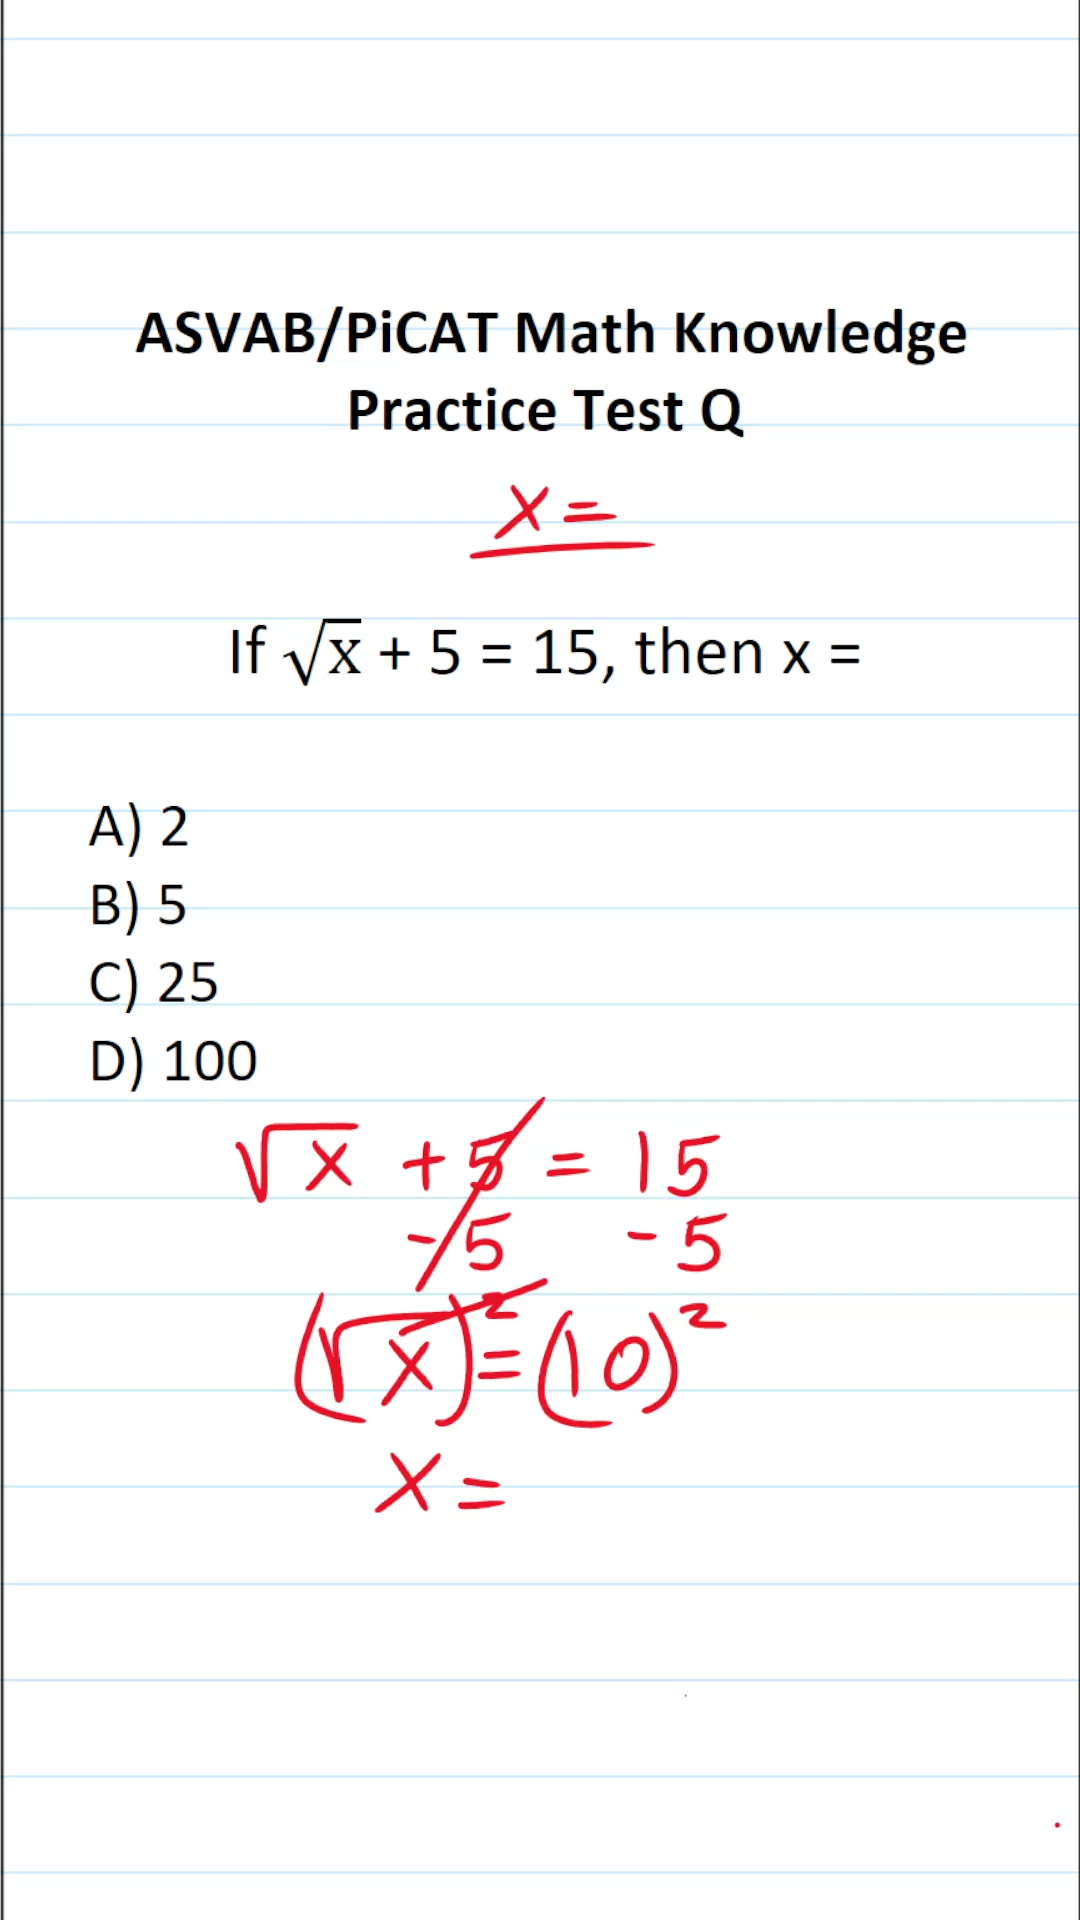 ASVAB/PiCAT Math Knowledge
Practice Test Q
x =
If √x + 5 = 15, then x =
A) 2
B) 5
C) 25
D) 100
√x + 5 = 15
- 5 - 5
(√x)² = (10)²
x =